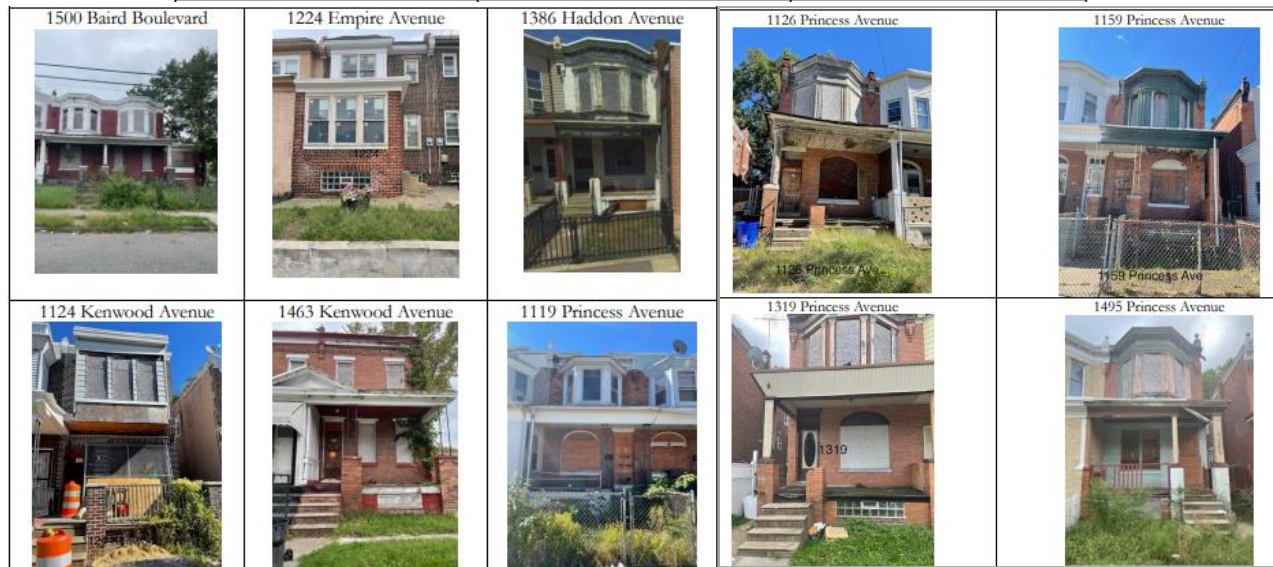 1500 Baird Boulevard
1224 Empire Avenue
1386 Haddon Avenue
1126 Princess Avenue
1159 Princess Avenue
1224
1126 Princess Ave
1159 Princess Ave
1124 Kenwood Avenue
1463 Kenwood Avenue
1119 Princess Avenue
1319 Princess Avenue
1495 Princess Avenue
1319